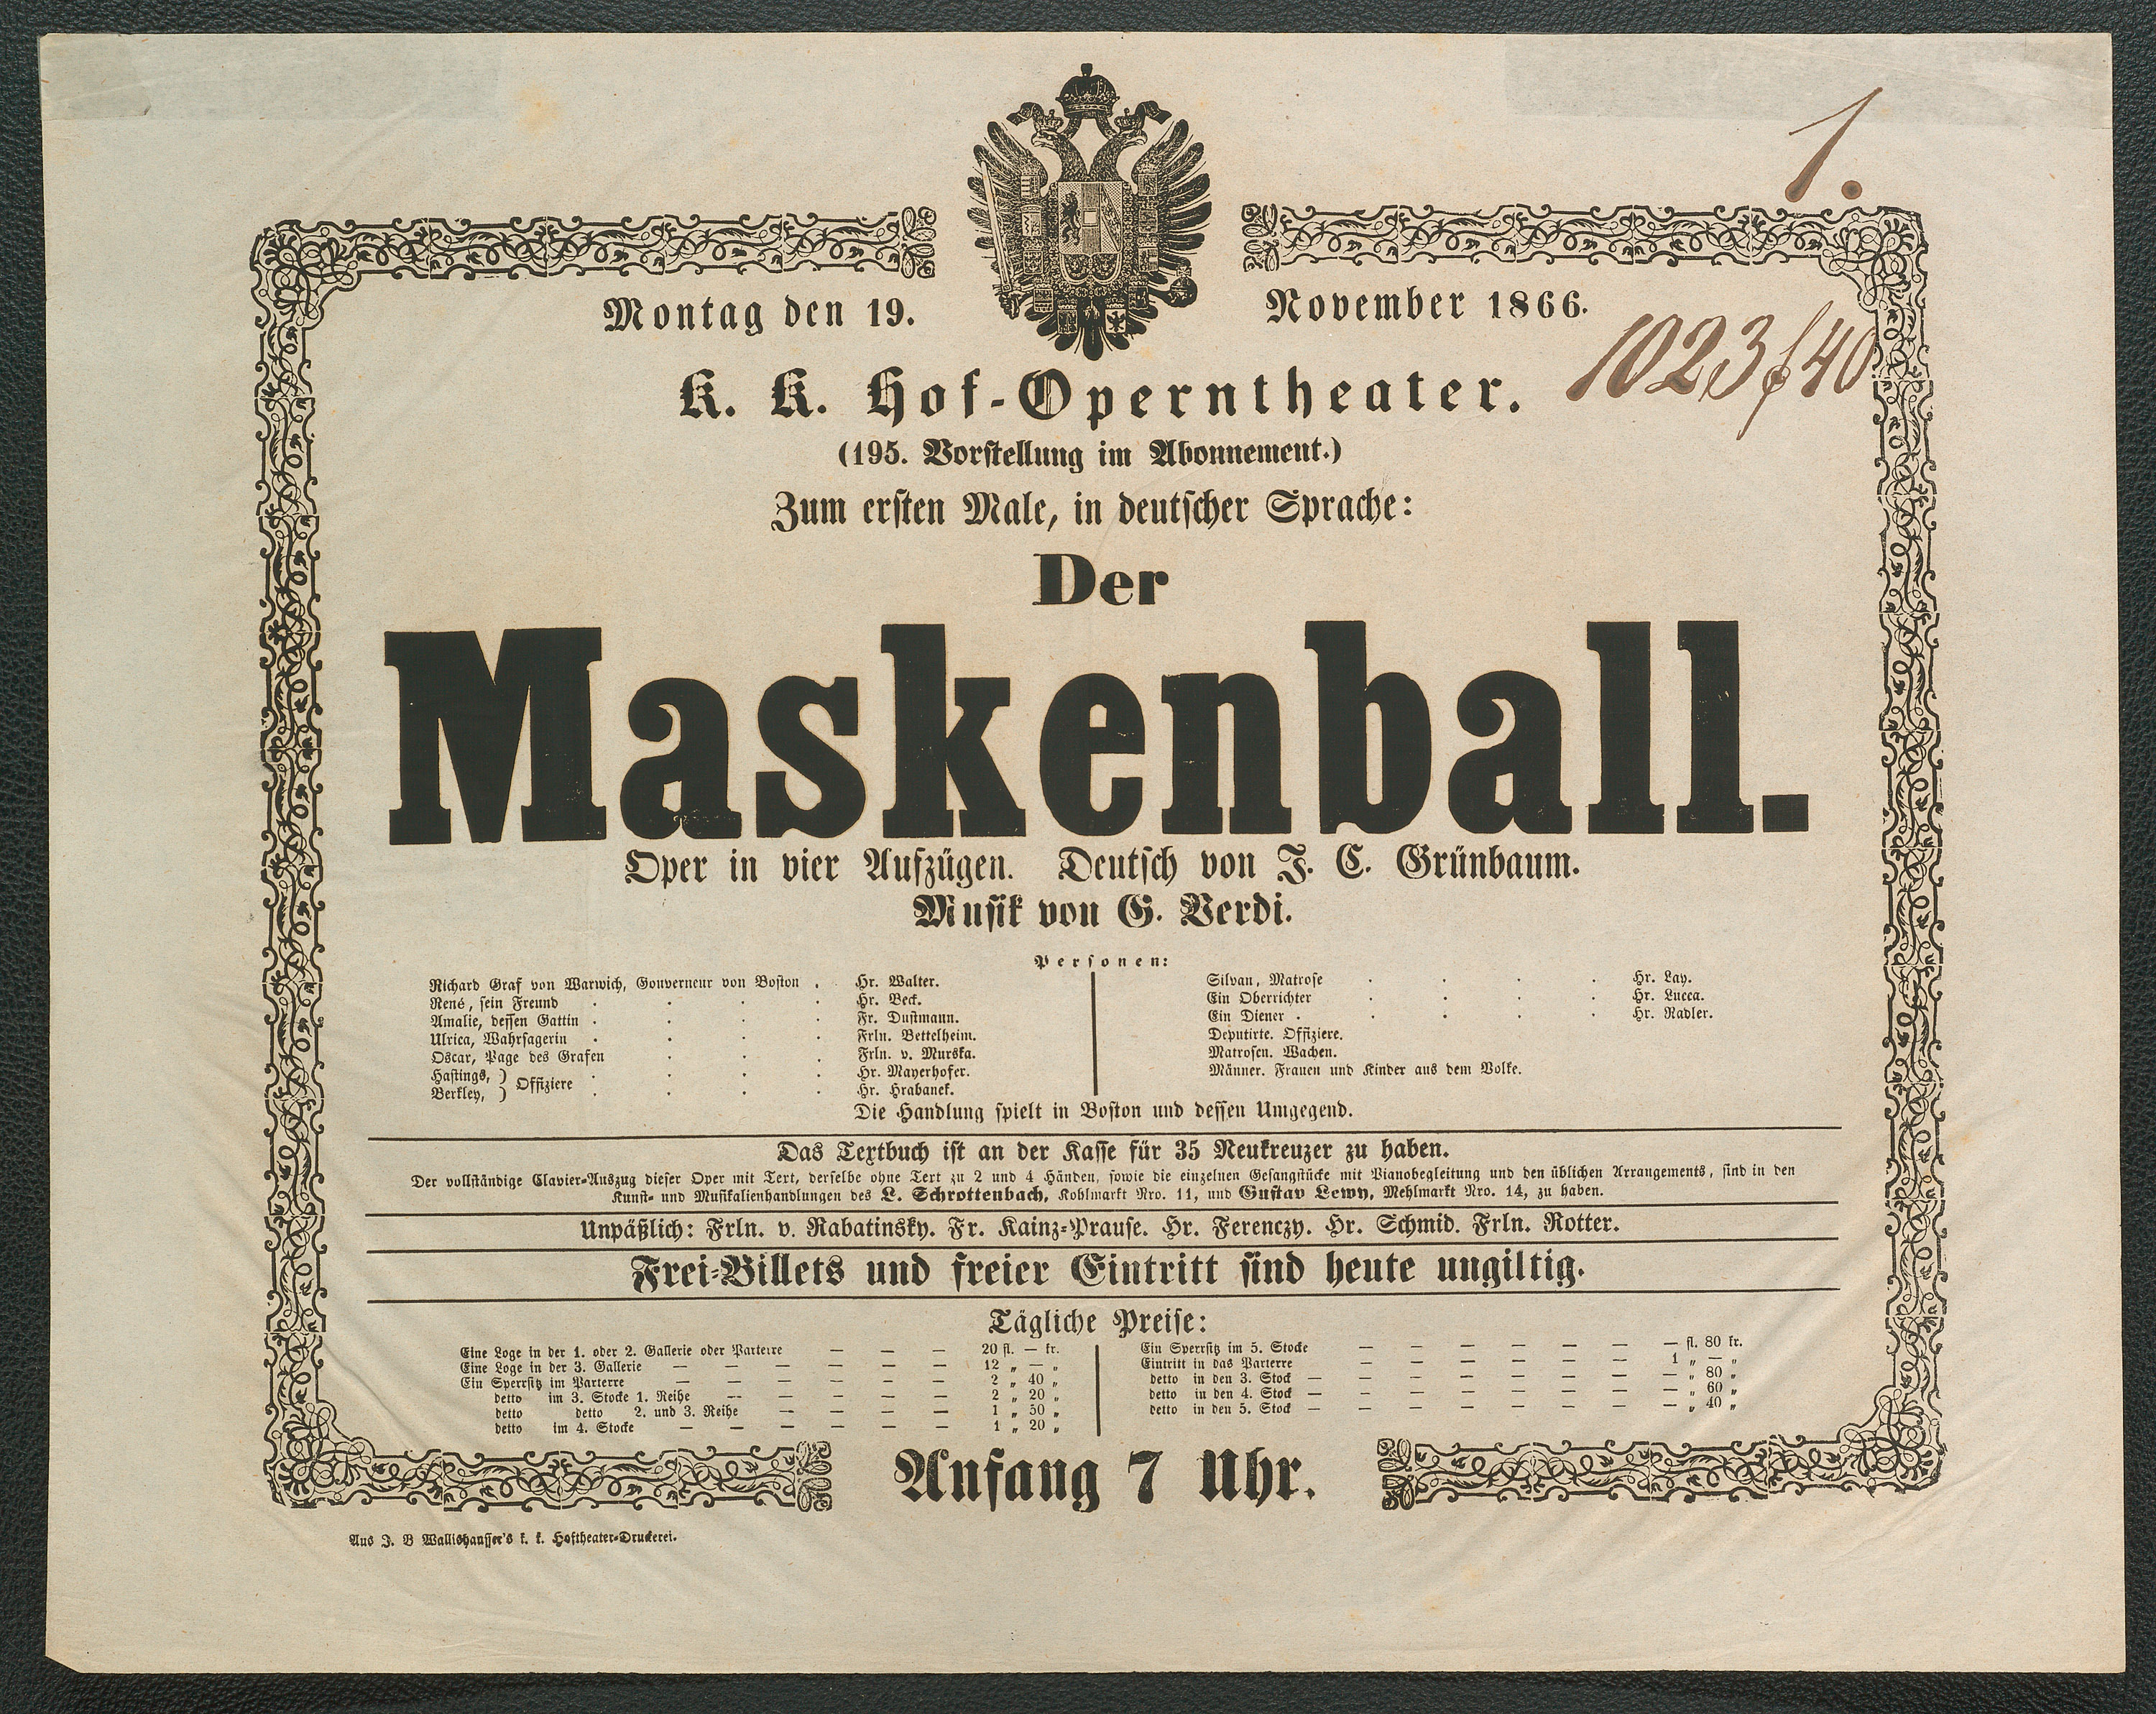 1.
Montag den 19. November 1866.
1023 f 40
K. K. Hof-Operntheater.
(195. Vorstellung im Abonnement.)
Zum ersten Male, in deutscher Sprache:
Der
Maskenball.
Oper in vier Aufzügen. Deutsch von J. C. Grünbaum.
Musik von G. Verdi.
Personen:
Richard Graf von Warwich, Gouverneur von Boston . Hr. Walter.
René, sein Freund . . . . Hr. Beck.
Amalie, dessen Gattin . . . . Fr. Dustmann.
Ulrica, Wahrsagerin . . . . Frln. Bettelheim.
Oscar, Page des Grafen . . . Frln. v. Murska.
Hastings, } Offiziere . . . . Hr. Mayerhofer.
Berkley, } . . . . Hr. Hrabanek.
Silvan, Matrose . . . . Hr. Lay.
Ein Oberrichter . . . . Hr. Lucca.
Ein Diener . . . . . Hr. Radler.
Deputirte. Offiziere.
Matrosen. Wachen.
Männer. Frauen und Kinder aus dem Volke.
Die Handlung spielt in Boston und dessen Umgegend.
Das Textbuch ist an der Kasse für 35 Neukreuzer zu haben.
Der vollständige Clavier-Auszug dieser Oper mit Text, derselbe ohne Text zu 2 und 4 Händen, sowie die einzelnen Gesangstücke mit Pianobegleitung und den üblichen Arrangements, sind in den
Kunst- und Musikalienhandlungen des L. Schrottenbach, Kohlmarkt Nro. 11, und Gustav Lewy, Mehlmarkt Nro. 14, zu haben.
Unpäßlich: Frln. v. Rabatinsky. Fr. Kainz-Prause. Hr. Ferenczy. Hr. Schmid. Frln. Rotter.
Frei-Billets und freier Eintritt sind heute ungiltig.
Tägliche Preise:
Eine Loge in der 1. oder 2. Gallerie oder Parterre — — — 20 fl. — kr.
Eine Loge in der 3. Gallerie — — — — — — 12 „ — „
Ein Sperrsitz im Parterre — — — — — — 2 „ 40 „
detto im 3. Stocke 1. Reihe — — — — — 2 „ 20 „
detto detto 2. und 3. Reihe — — — — 1 „ 50 „
detto im 4. Stocke — — — — — — 1 „ 20 „
Ein Sperrsitz im 5. Stocke — — — — — — — fl. 80 kr.
Eintritt in das Parterre — — — — — — 1 „ — „
detto in den 3. Stock — — — — — — — — „ 80 „
detto in den 4. Stock — — — — — — — — „ 60 „
detto in den 5. Stock — — — — — — — — „ 40 „
Anfang 7 Uhr.
Aus J. B Wallishausser's k. k. Hoftheater-Druckerei.